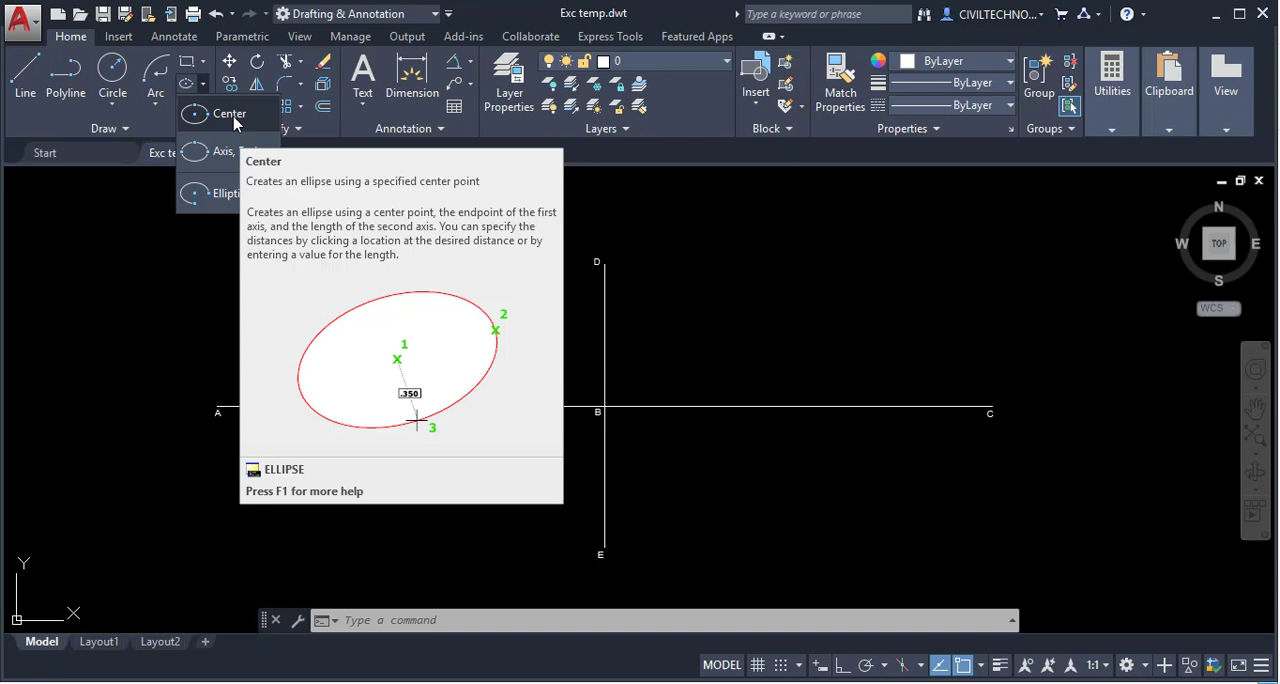 A
Drafting & Annotation
Exc temp.dwt
Type a keyword or phrase
CIVILTECHNO...
?
Home Insert Annotate Parametric View Manage Output Add-ins Collaborate Express Tools Featured Apps
Line Polyline Circle Arc
Text Dimension
Layer Properties
0
Insert
Match Properties
ByLayer
ByLayer
ByLayer
Group
Utilities
Clipboard
View
Draw
Annotation
Layers
Block
Properties
Groups
Start
Center
Axis,
Ellipti
Center
Creates an ellipse using a specified center point
Creates an ellipse using a center point, the endpoint of the first
axis, and the length of the second axis. You can specify the
distances by clicking a location at the desired distance or by
entering a value for the length.
1
2
.350
3
ELLIPSE
Press F1 for more help
D
A
B
C
E
N
W TOP E
S
WCS
Y
X
Type a command
Model Layout1 Layout2 +
MODEL
1:1